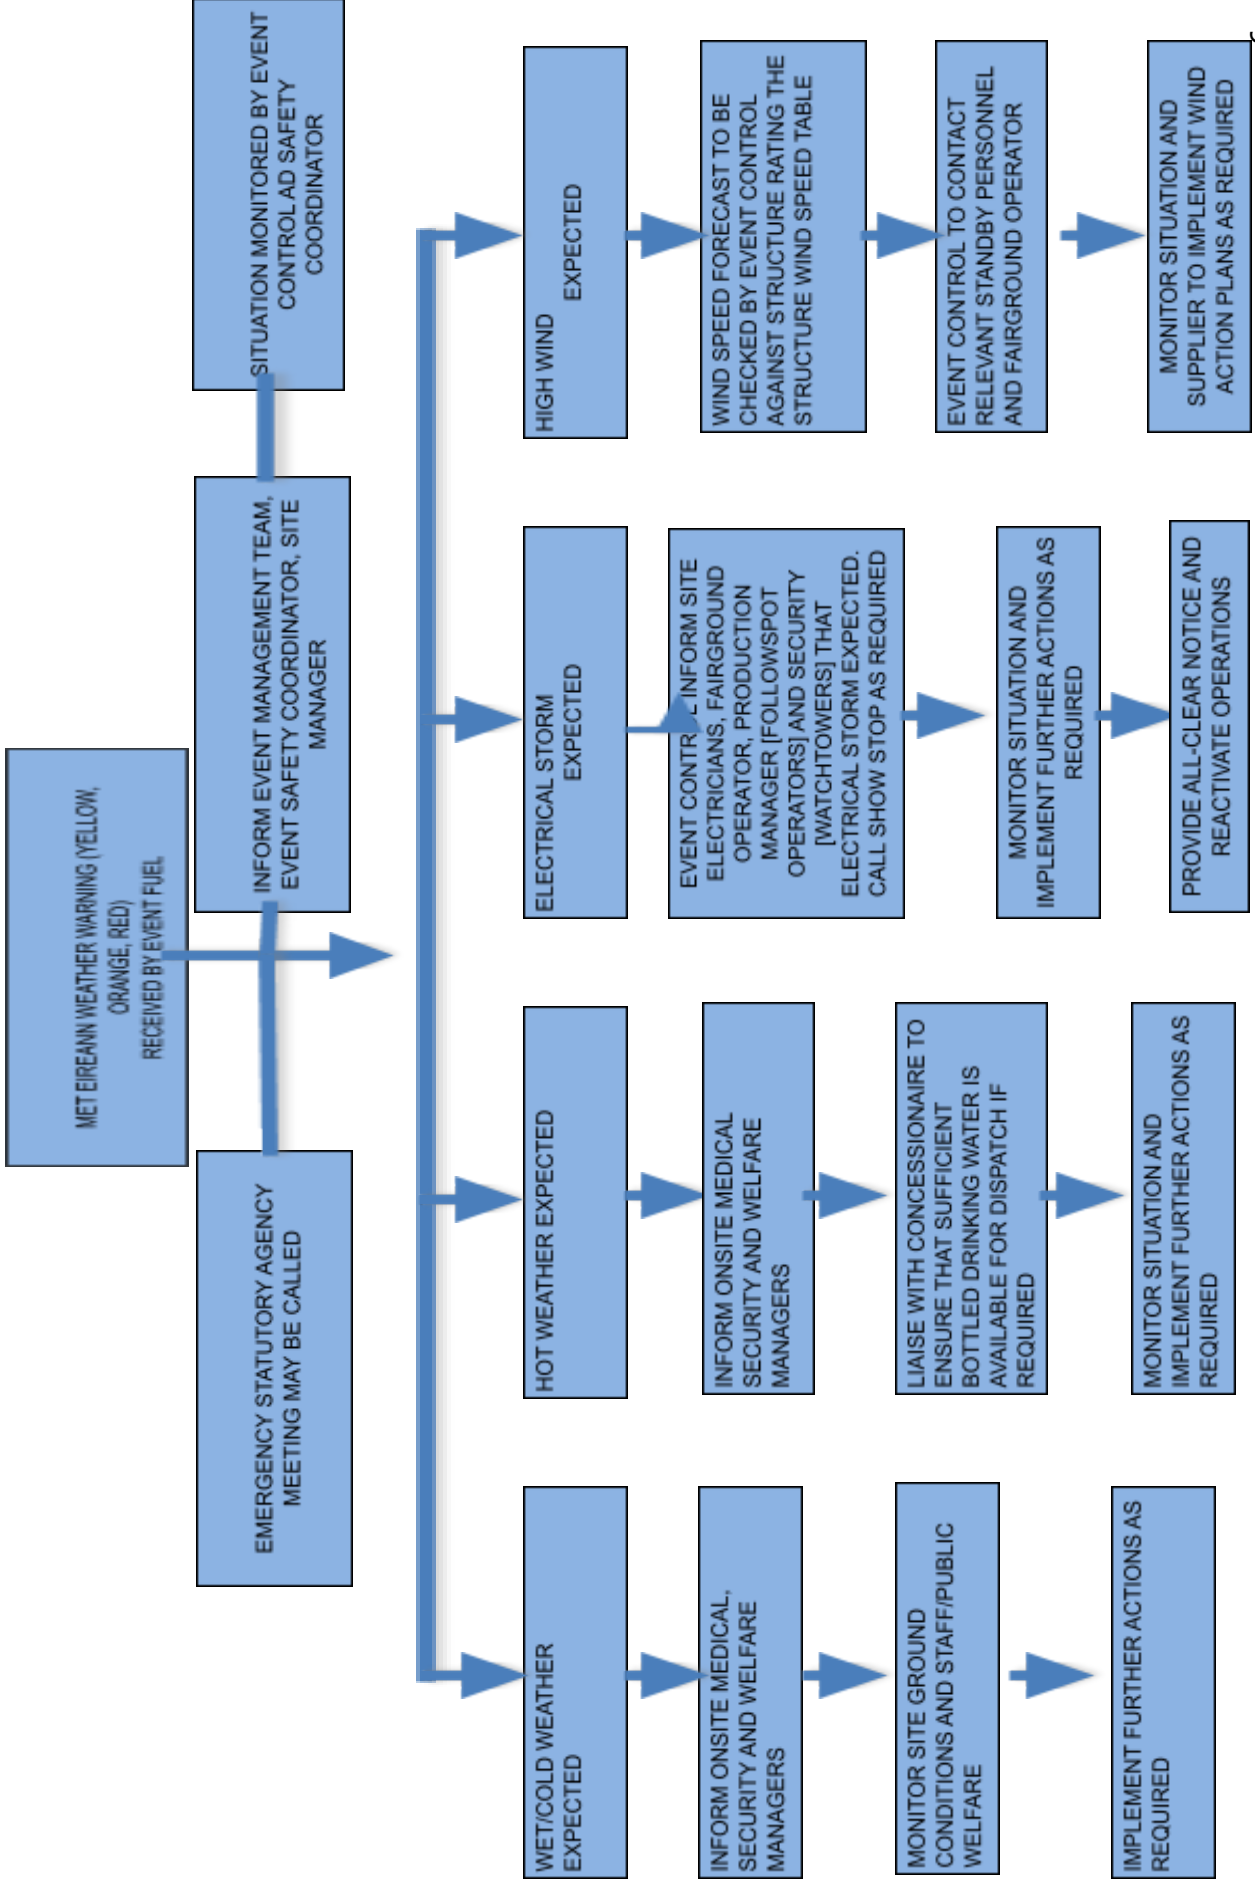 MET EIREANN WEATHER WARNING (YELLOW,
ORANGE, RED)
RECEIVED BY EVENT FUEL
EMERGENCY STATUTORY AGENCY
MEETING MAY BE CALLED
INFORM EVENT MANAGEMENT TEAM,
EVENT SAFETY COORDINATOR, SITE
MANAGER
SITUATION MONITORED BY EVENT
CONTROL AD SAFETY
COORDINATOR
WET/COLD WEATHER
EXPECTED
INFORM ONSITE MEDICAL,
SECURITY AND WELFARE
MANAGERS
MONITOR SITE GROUND
CONDITIONS AND STAFF/PUBLIC
WELFARE
IMPLEMENT FURTHER ACTIONS AS
REQUIRED
HOT WEATHER EXPECTED
INFORM ONSITE MEDICAL
SECURITY AND WELFARE
MANAGERS
LIAISE WITH CONCESSIONAIRE TO
ENSURE THAT SUFFICIENT
BOTTLED DRINKING WATER IS
AVAILABLE FOR DISPATCH IF
REQUIRED
MONITOR SITUATION AND
IMPLEMENT FURTHER ACTIONS AS
REQUIRED
ELECTRICAL STORM
EXPECTED
EVENT INFORM SITE
ELECTRICIANS, FAIRGROUND
OPERATOR, PRODUCTION
MANAGER [FOLLOWSPOT
OPERATORS] AND SECURITY
[WATCHTOWERS] THAT
ELECTRICAL STORM EXPECTED.
CALL SHOW STOP AS REQUIRED
MONITOR SITUATION AND
IMPLEMENT FURTHER ACTIONS AS
REQUIRED
PROVIDE ALL-CLEAR NOTICE AND
REACTIVATE OPERATIONS
HIGH WIND
EXPECTED
WIND SPEED FORECAST TO BE
CHECKED BY EVENT CONTROL
AGAINST STRUCTURE RATING THE
STRUCTURE WIND SPEED TABLE
EVENT CONTROL TO CONTACT
RELEVANT STANDBY PERSONNEL
AND FAIRGROUND OPERATOR
MONITOR SITUATION AND
SUPPLIER TO IMPLEMENT WIND
ACTION PLANS AS REQUIRED